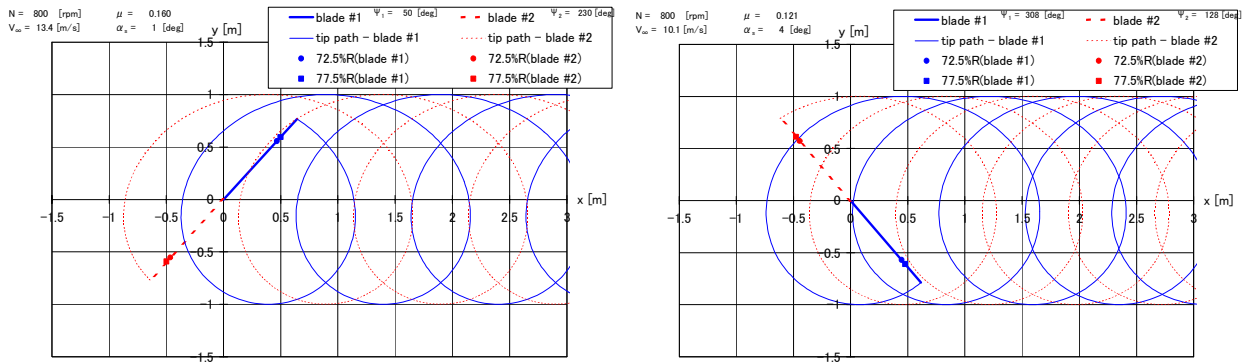 N = 800 [rpm] μ = 0.160
V∞ = 13.4 [m/s] αs = 1 [deg]
Ψ1 = 50 [deg] Ψ2 = 230 [deg]
blade #1 blade #2
tip path - blade #1 tip path - blade #2
72.5%R(blade #1) 72.5%R(blade #2)
77.5%R(blade #1) 77.5%R(blade #2)
y [m]
1.5
1
0.5
0
-1.5 -1 -0.5 0 0.5 1 1.5 2 2.5 3
x [m]
-0.5
-1
-1.5
N = 800 [rpm] μ = 0.121
V∞ = 10.1 [m/s] αs = 4 [deg]
Ψ1 = 308 [deg] Ψ2 = 128 [deg]
blade #1 blade #2
tip path - blade #1 tip path - blade #2
72.5%R(blade #1) 72.5%R(blade #2)
77.5%R(blade #1) 77.5%R(blade #2)
y [m]
1.5
1
0.5
0
-1.5 -1 -0.5 0 0.5 1 1.5 2 2.5 3
x [m]
-0.5
-1
-1.5